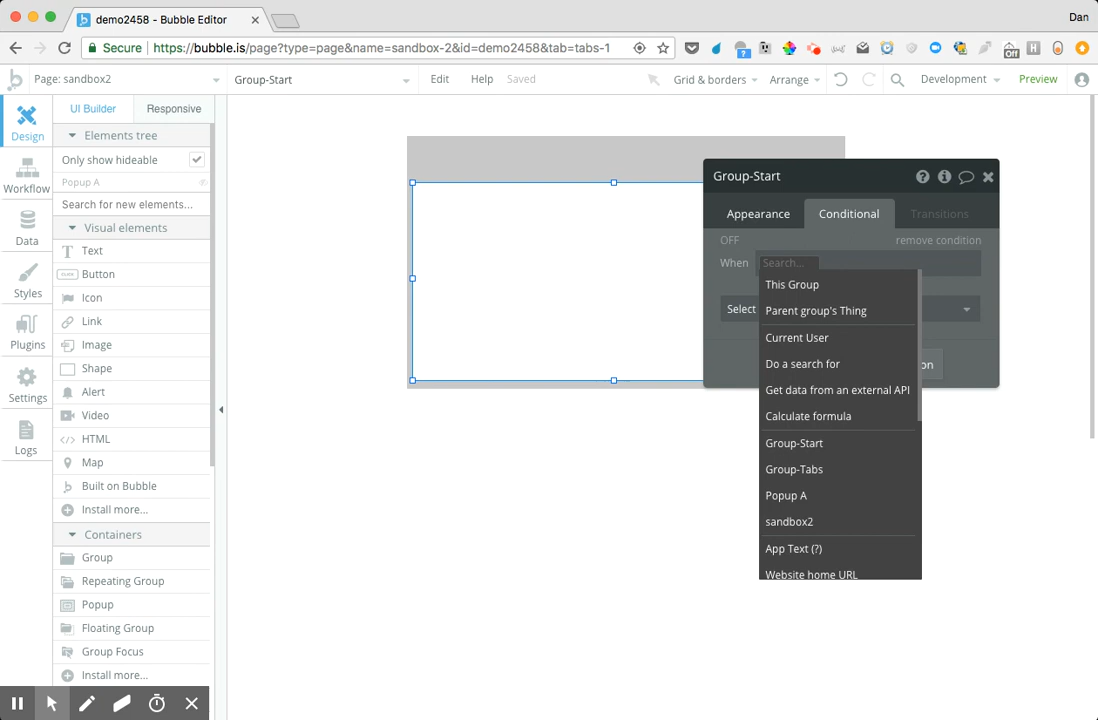 demo2458 - Bubble Editor
Dan
Secure
https://bubble.is/page?type=page&name=sandbox-2&id=demo2458&tab=tabs-1
?
Off
H
Page: sandbox2
Group-Start
Edit
Help
Saved
Grid & borders
Arrange
Development
Preview
Design
Workflow
Data
Styles
Plugins
Settings
Logs
UI Builder
Responsive
Elements tree
Only show hideable
Popup A
Search for new elements...
Visual elements
Text
CLICK
Button
Icon
Link
Image
Shape
Alert
Video
HTML
Map
Built on Bubble
Install more...
Containers
Group
Repeating Group
Popup
Floating Group
Group Focus
Install more...
Group-Start
Appearance
Conditional
Transitions
OFF
remove condition
When
Search...
Select
on
This Group
Parent group's Thing
Current User
Do a search for
Get data from an external API
Calculate formula
Group-Start
Group-Tabs
Popup A
sandbox2
App Text (?)
Website home URL